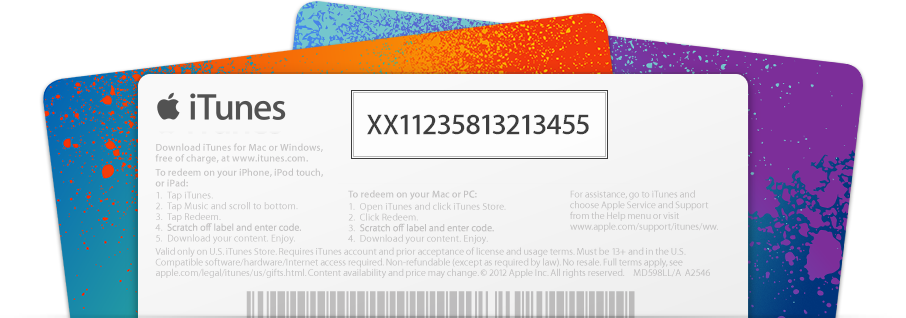 iTunes
XX11235813213455
Download iTunes for Mac or Windows,
free of charge, at www.itunes.com.
To redeem on your iPhone, iPod touch,
or iPad:
1. Tap iTunes.
2. Tap Music and scroll to bottom.
3. Tap Redeem.
4. Scratch off label and enter code.
5. Download your content. Enjoy.
To redeem on your Mac or PC:
1. Open iTunes and click iTunes Store.
2. Click Redeem.
3. Scratch off label and enter code.
4. Download your content. Enjoy.
For assistance, go to iTunes and
choose Apple Service and Support
from the Help menu or visit
www.apple.com/support/itunes/ww.
Valid only on U.S. iTunes Store. Requires iTunes account and prior acceptance of license and usage terms. Must be 13+ and in the U.S.
Compatible software/hardware/Internet access required. Non-refundable (except as required by law). No resale. Full terms apply, see
apple.com/legal/itunes/us/gifts.html. Content availability and price may change. © 2012 Apple Inc. All rights reserved. MD598LL/A A2546